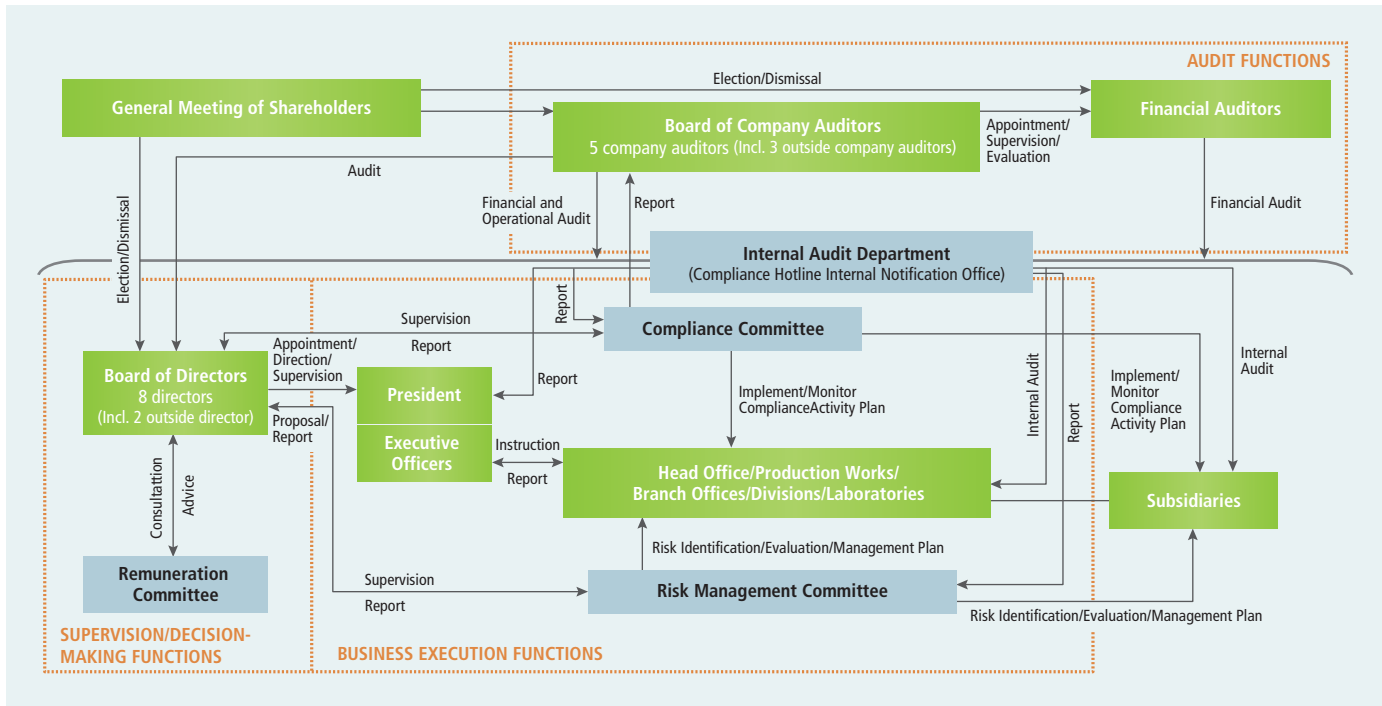 AUDIT FUNCTIONS
Election/Dismissal
General Meeting of Shareholders
Board of Company Auditors
5 company auditors (Incl. 3 outside company auditors)
Appointment/
Supervision/
Evaluation
Financial Auditors
Audit
Financial and
Operational Audit
Report
Financial Audit
Election/Dismissal
Internal Audit Department
(Compliance Hotline Internal Notification Office)
Report
Supervision
Report
Compliance Committee
Appointment/
Direction/
Supervision
Board of Directors
8 directors
(Incl. 2 outside director)
President
Report
Implement/Monitor
ComplianceActivity Plan
Internal Audit
Report
Implement/
Monitor
Compliance
Activity Plan
Internal
Audit
Proposal/
Report
Executive
Officers
Instruction
Report
Head Office/Production Works/
Branch Offices/Divisions/Laboratories
Subsidiaries
Consultattion
Advice
Risk Identification/Evaluation/Management Plan
Remuneration
Committee
Supervision
Report
Risk Management Committee
Risk Identification/Evaluation/Management Plan
SUPERVISION/DECISION-
MAKING FUNCTIONS
BUSINESS EXECUTION FUNCTIONS